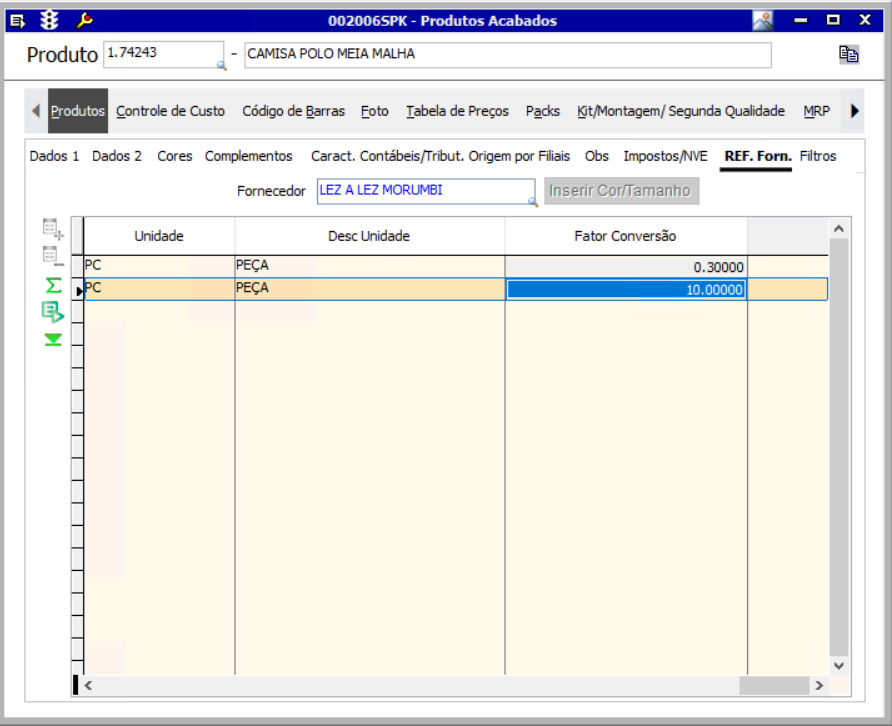 002006SPK - Produtos Acabados
Produto 1.74243 - CAMISA POLO MEIA MALHA
Produtos Controle de Custo Código de Barras Foto Tabela de Preços Packs Kit/Montagem/ Segunda Qualidade MRP
Dados 1 Dados 2 Cores Complementos Caract. Contábeis/Tribut. Origem por Filiais Obs Impostos/NVE REF. Forn. Filtros
Fornecedor LEZ A LEZ MORUMBI Inserir Cor/Tamanho
Unidade Desc Unidade Fator Conversão
PC PEÇA 0.30000
PC PEÇA 10.00000